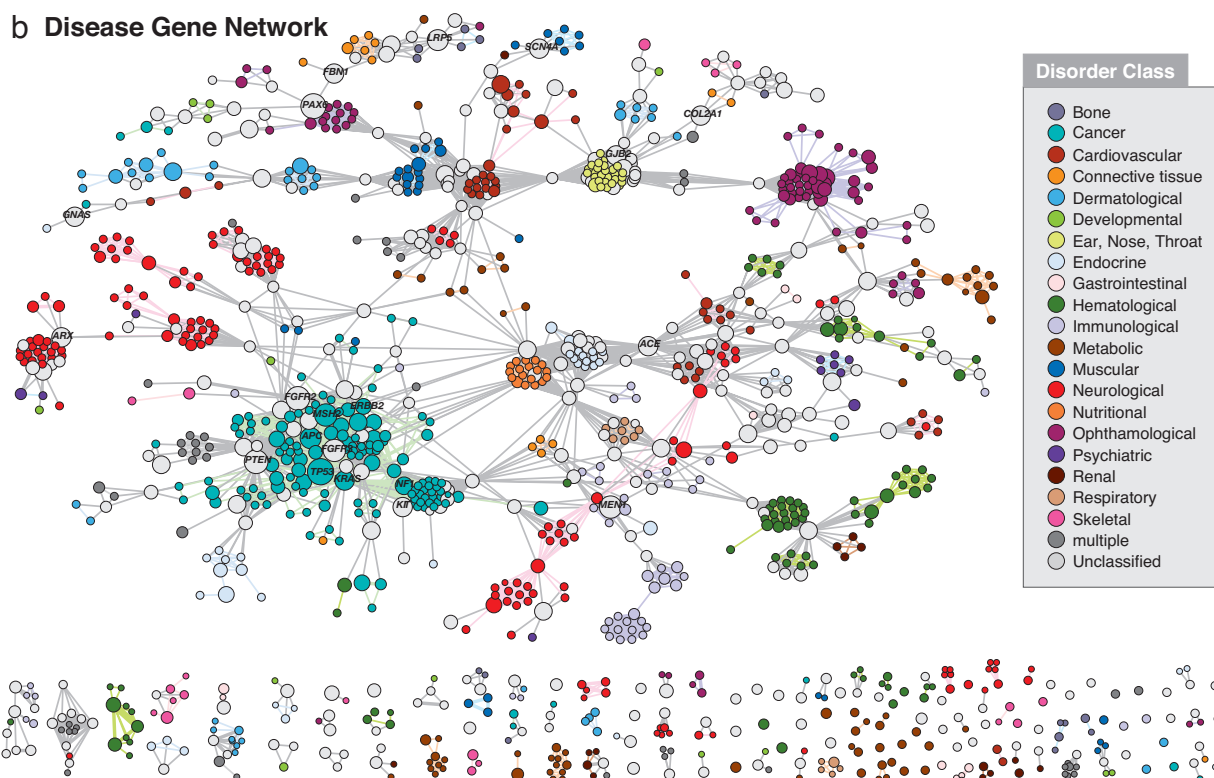 b Disease Gene Network
LRP5
SCN4A
FBN1
PAX6
COL2A1
GJB2
GNAS
ARX
ACE
FGFR2
ERBB2
MSH2
APC
FGFR3
PTEN
TP53
KRAS
NF1
KIT
MEN1
Disorder Class
Bone
Cancer
Cardiovascular
Connective tissue
Dermatological
Developmental
Ear, Nose, Throat
Endocrine
Gastrointestinal
Hematological
Immunological
Metabolic
Muscular
Neurological
Nutritional
Ophthamological
Psychiatric
Renal
Respiratory
Skeletal
multiple
Unclassified